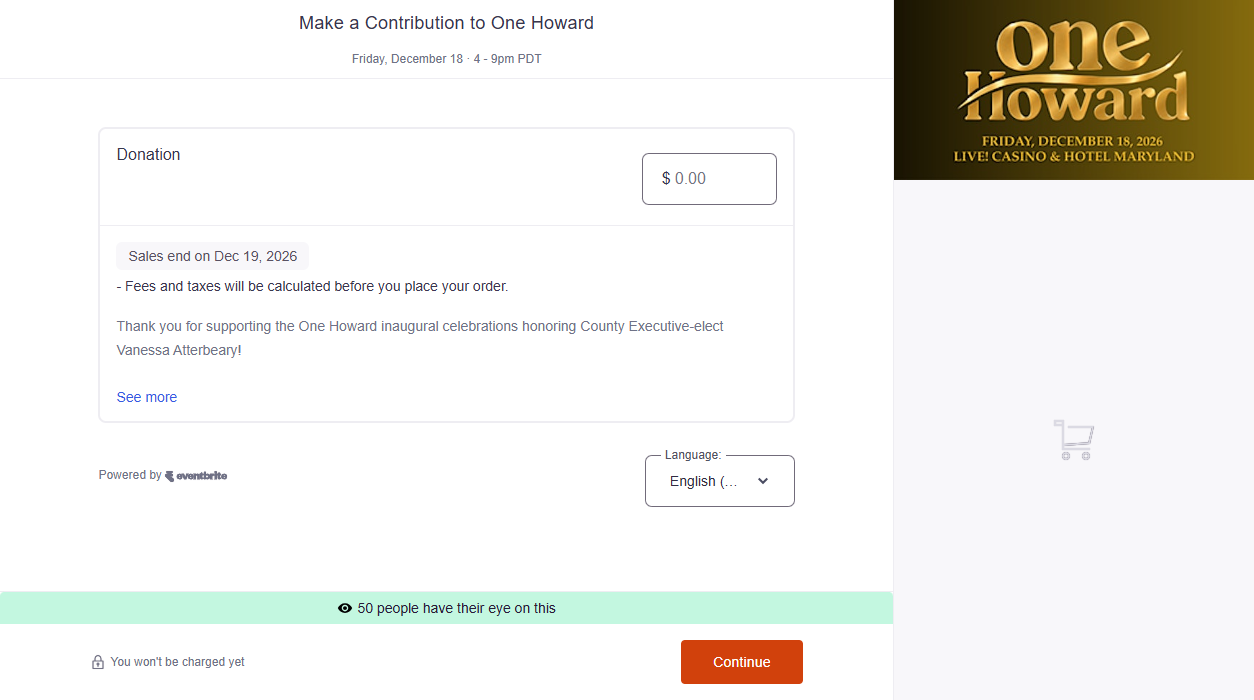 Make a Contribution to One Howard
Friday, December 18 · 4 - 9pm PDT
one
Howard
FRIDAY, DECEMBER 18, 2026
LIVE! CASINO & HOTEL MARYLAND
Donation
$ 0.00
Sales end on Dec 19, 2026
- Fees and taxes will be calculated before you place your order.
Thank you for supporting the One Howard inaugural celebrations honoring County Executive-elect
Vanessa Atterbeary!
See more
Powered by eventbrite
Language:
English (...
50 people have their eye on this
You won't be charged yet
Continue